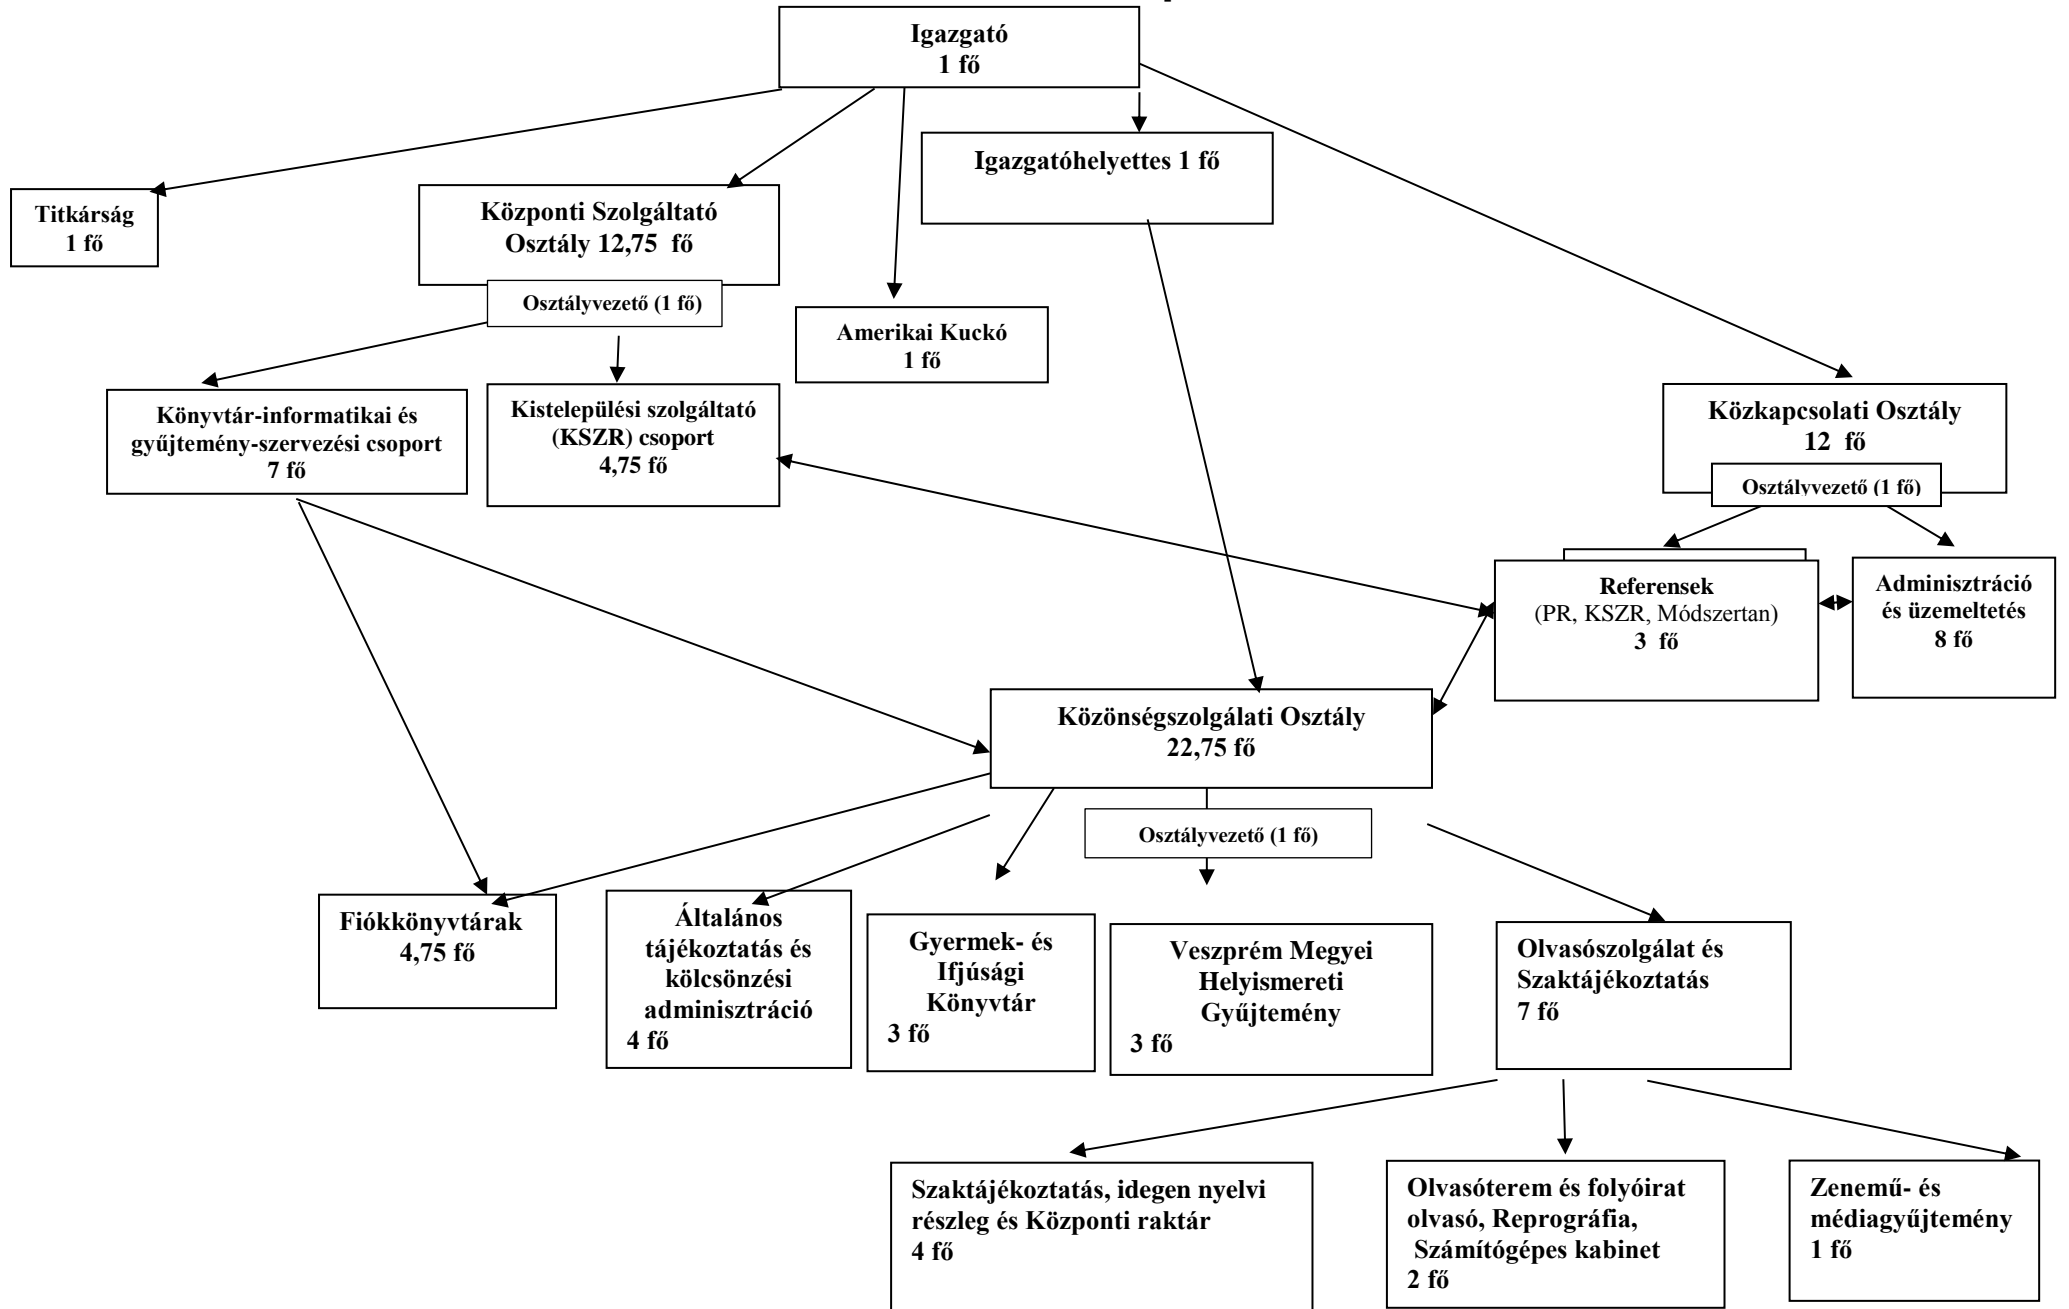 Igazgató
1 fő
Igazgatóhelyettes 1 fő
Titkárság
1 fő
Központi Szolgáltató
Osztály 12,75 fő
Osztályvezető (1 fő)
Amerikai Kuckó
1 fő
Könyvtár-informatikai és
gyűjtemény-szervezési csoport
7 fő
Kistelepülési szolgáltató
(KSZR) csoport
4,75 fő
Közkapcsolati Osztály
12 fő
Osztályvezető (1 fő)
Referensek
(PR, KSZR, Módszertan)
3 fő
Adminisztráció
és üzemeltetés
8 fő
Közönségszolgálati Osztály
22,75 fő
Osztályvezető (1 fő)
Fiókkönyvtárak
4,75 fő
Általános
tájékoztatás és
kölcsönzési
adminisztráció
4 fő
Gyermek- és
Ifjúsági
Könyvtár
3 fő
Veszprém Megyei
Helyismereti
Gyűjtemény
3 fő
Olvasószolgálat és
Szaktájékoztatás
7 fő
Szaktájékoztatás, idegen nyelvi
részleg és Központi raktár
4 fő
Olvasóterem és folyóirat
olvasó, Reprográfia,
Számítógépes kabinet
2 fő
Zenemű- és
médiagyűjtemény
1 fő